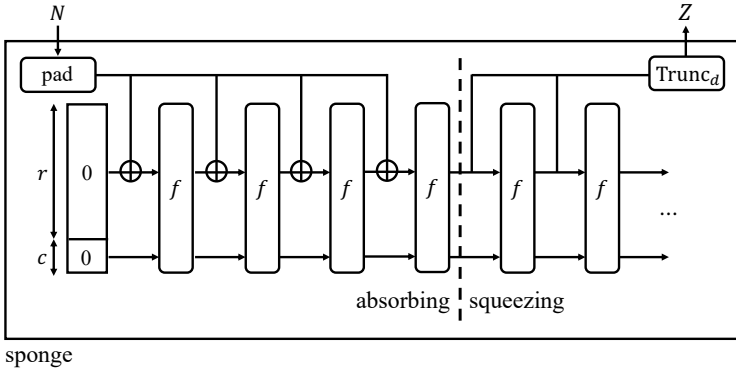 N Z
pad Trunc_d
r 0 f f f f f f
...
c 0
absorbing squeezing
sponge